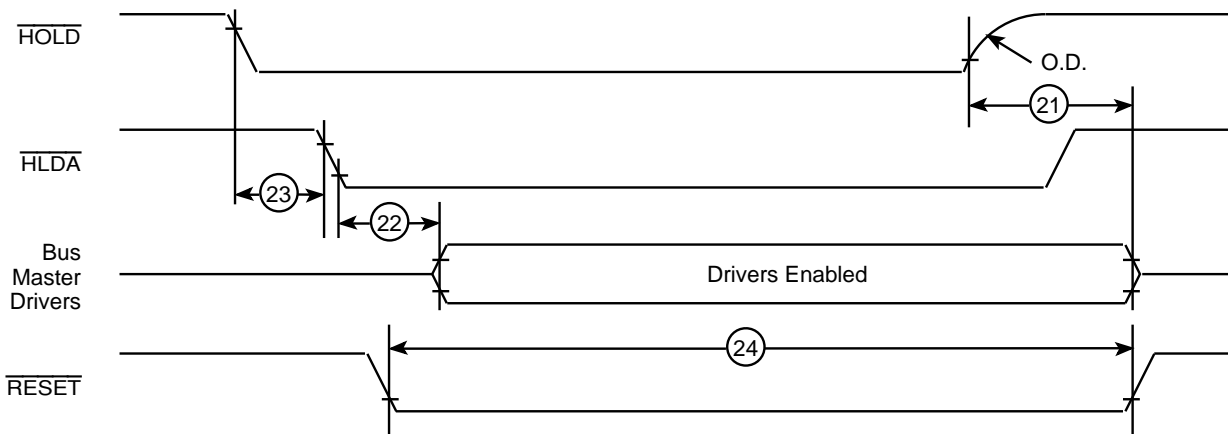 HOLD
O.D.
21
HLDA
23
22
Bus
Master
Drivers
Drivers Enabled
24
RESET